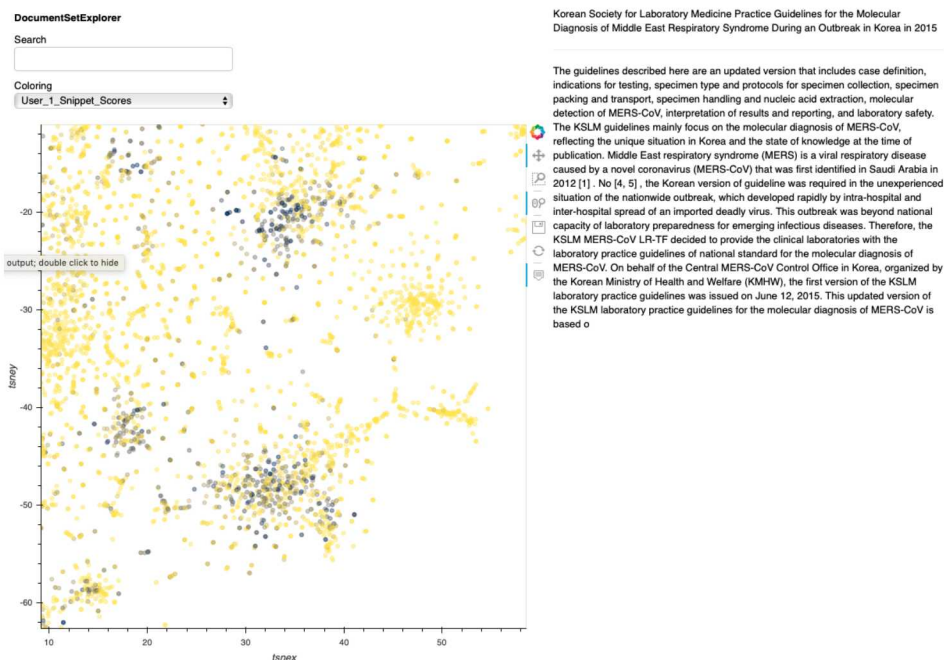 DocumentSetExplorer
Search
Coloring
User_1_Snippet_Scores
-20
output; double click to hide
-30
-40
-50
-60
tsney
10
20
30
40
50
tsnex
Korean Society for Laboratory Medicine Practice Guidelines for the Molecular
Diagnosis of Middle East Respiratory Syndrome During an Outbreak in Korea in 2015
The guidelines described here are an updated version that includes case definition,
indications for testing, specimen type and protocols for specimen collection, specimen
packing and transport, specimen handling and nucleic acid extraction, molecular
detection of MERS-CoV, interpretation of results and reporting, and laboratory safety.
The KSLM guidelines mainly focus on the molecular diagnosis of MERS-CoV,
reflecting the unique situation in Korea and the state of knowledge at the time of
publication. Middle East respiratory syndrome (MERS) is a viral respiratory disease
caused by a novel coronavirus (MERS-CoV) that was first identified in Saudi Arabia in
2012 [1] . No [4, 5] , the Korean version of guideline was required in the unexperienced
situation of the nationwide outbreak, which developed rapidly by intra-hospital and
inter-hospital spread of an imported deadly virus. This outbreak was beyond national
capacity of laboratory preparedness for emerging infectious diseases. Therefore, the
KSLM MERS-CoV LR-TF decided to provide the clinical laboratories with the
laboratory practice guidelines of national standard for the molecular diagnosis of
MERS-CoV. On behalf of the Central MERS-CoV Control Office in Korea, organized by
the Korean Ministry of Health and Welfare (KMHW), the first version of the KSLM
laboratory practice guidelines was issued on June 12, 2015. This updated version of
the KSLM laboratory practice guidelines for the molecular diagnosis of MERS-CoV is
based o